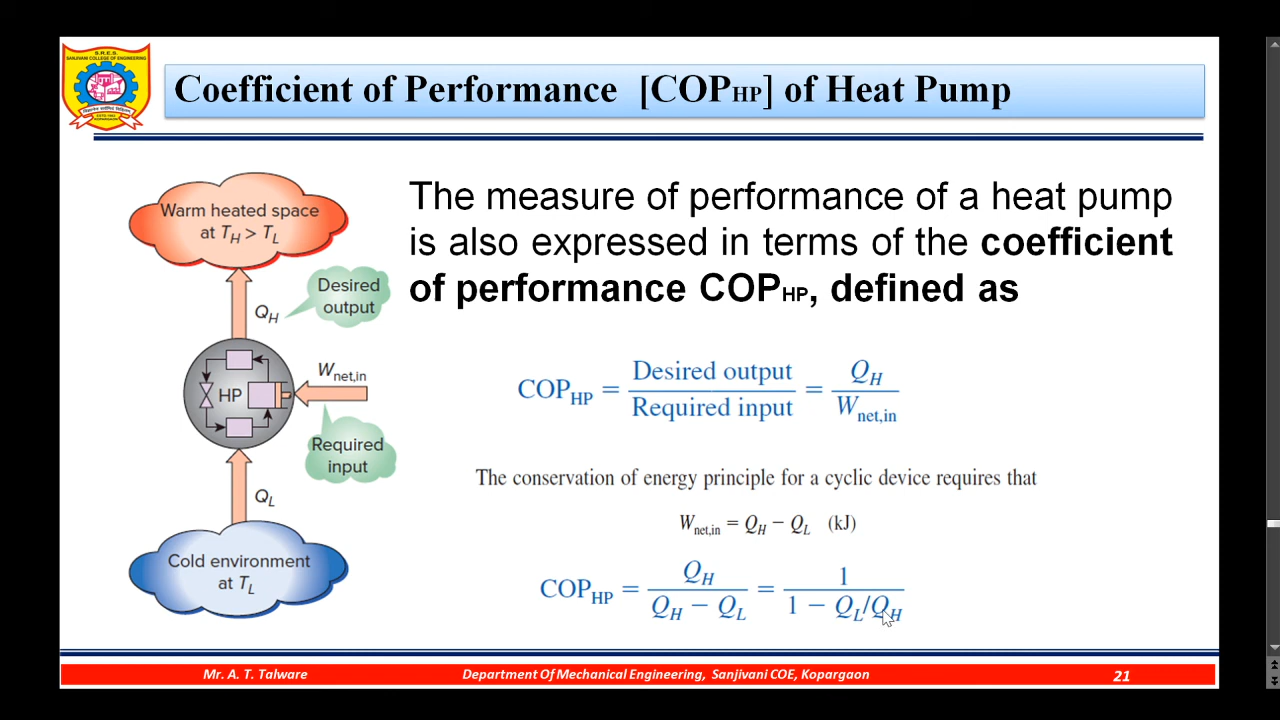 S.R.E.S.
SANJIVANI COLLEGE OF ENGINEERING
Coefficient of Performance [COP_HP] of Heat Pump
Warm heated space
at T_H > T_L
Desired
output
Q_H
W_net,in
HP
Required
input
Q_L
Cold environment
at T_L
The measure of performance of a heat pump
is also expressed in terms of the coefficient
of performance COP_HP, defined as
COP_HP = Desired output / Required input = Q_H / W_net,in
The conservation of energy principle for a cyclic device requires that
W_net,in = Q_H − Q_L (kJ)
COP_HP = Q_H / (Q_H − Q_L) = 1 / (1 − Q_L/Q_H)
Mr. A. T. Talware
Department Of Mechanical Engineering, Sanjivani COE, Kopargaon
21